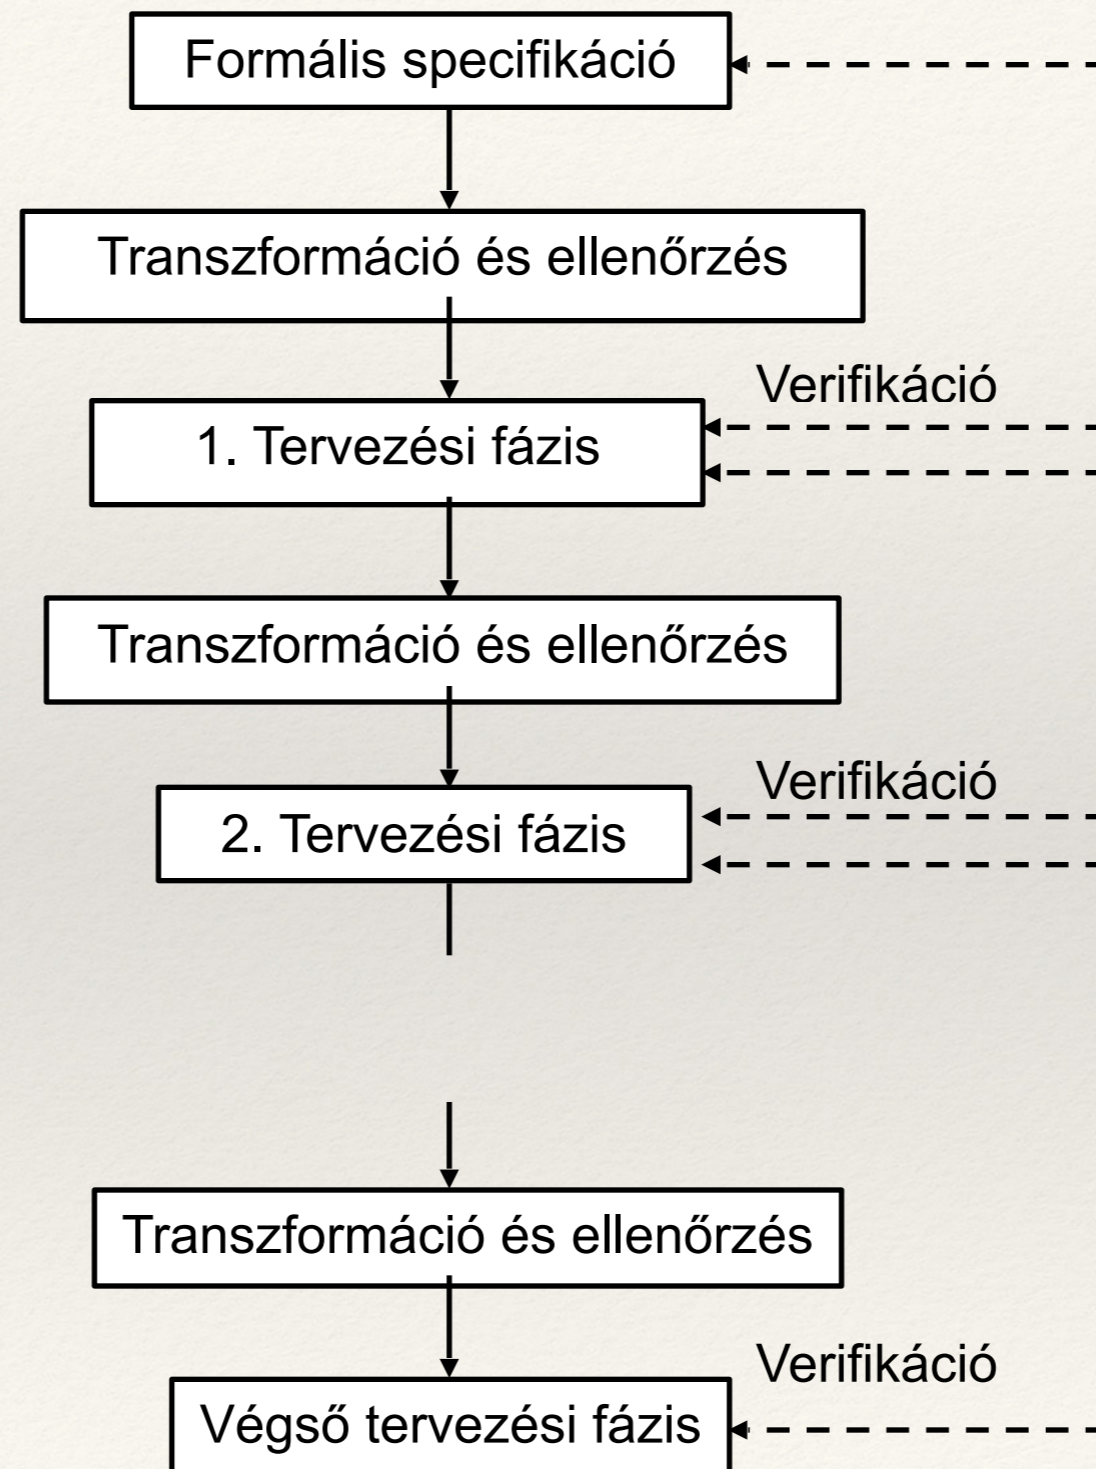 Formális specifikáció
Transzformáció és ellenőrzés
Verifikáció
1. Tervezési fázis
Transzformáció és ellenőrzés
Verifikáció
2. Tervezési fázis
Transzformáció és ellenőrzés
Verifikáció
Végső tervezési fázis